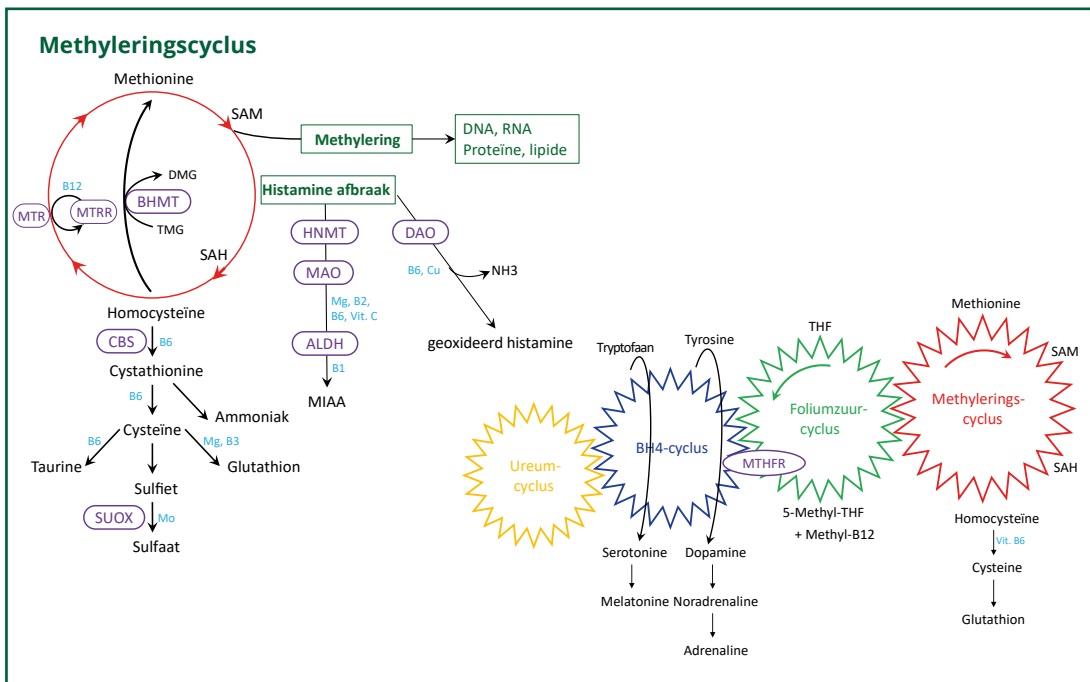 Methyleringscyclus
Methionine
SAM
Methylering
DNA, RNA
Proteïne, lipide
B12
MTR
MTRR
BHMT
DMG
TMG
SAH
Histamine afbraak
HNMT
DAO
MAO
B6, Cu
NH3
Mg, B2,
B6, Vit. C
ALDH
B1
MIAA
geoxideerd histamine
Homocysteïne
CBS
B6
Cystathionine
B6
Ammoniak
Cysteïne
B6
Mg, B3
Taurine
Glutathion
Sulfiet
SUOX
Mo
Sulfaat
Ureum-
cyclus
Tryptofaan
Tyrosine
BH4-cyclus
Serotonine
Dopamine
Melatonine
Noradrenaline
Adrenaline
THF
Foliumzuur-
cyclus
MTHFR
5-Methyl-THF
+ Methyl-B12
Methionine
SAM
Methylerings-
cyclus
SAH
Homocysteïne
Vit. B6
Cysteine
Glutathion